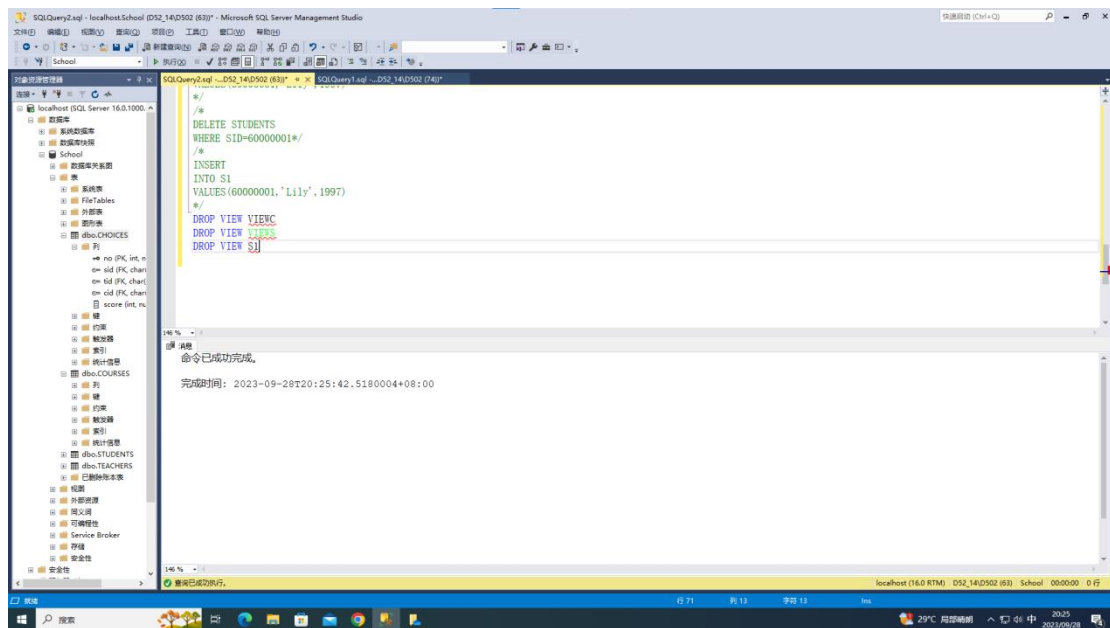 SQLQuery2.sql - localhost.School (D52_14\D502 (63))* - Microsoft SQL Server Management Studio
快速启动 (Ctrl+Q)
文件(F) 编辑(E) 视图(V) 查询(Q) 项目(P) 工具(T) 窗口(W) 帮助(H)
新建查询(N)
School
执行(X)
对象资源管理器
SQLQuery2.sql -...D52_14\D502 (63))*
SQLQuery1.sql -...D52_14\D502 (74))*
连接
localhost (SQL Server 16.0.1000.
数据库
系统数据库
数据库快照
School
数据库关系图
表
系统表
FileTables
外部表
图形表
dbo.CHOICES
列
no (PK, int, n
sid (FK, char(
tid (FK, char(
cid (FK, char(
score (int, nu
键
约束
触发器
索引
统计信息
dbo.COURSES
列
键
约束
触发器
索引
统计信息
dbo.STUDENTS
dbo.TEACHERS
已删除账本表
视图
外部资源
同义词
可编程性
Service Broker
存储
安全性
安全性
*/
/*
DELETE STUDENTS
WHERE SID=60000001*/
/*
INSERT
INTO S1
VALUES(60000001,'Lily',1997)
*/
DROP VIEW VIEWC
DROP VIEW VIEWS
DROP VIEW S1
146 %
消息
命令已成功完成。
完成时间: 2023-09-28T20:25:42.5180004+08:00
146 %
查询已成功执行。
localhost (16.0 RTM) D52_14\D502 (63) School 00:00:00 0 行
就绪
行 71 列 13 字符 13 Ins
搜索
29°C 局部晴朗
中
20:25
2023/09/28